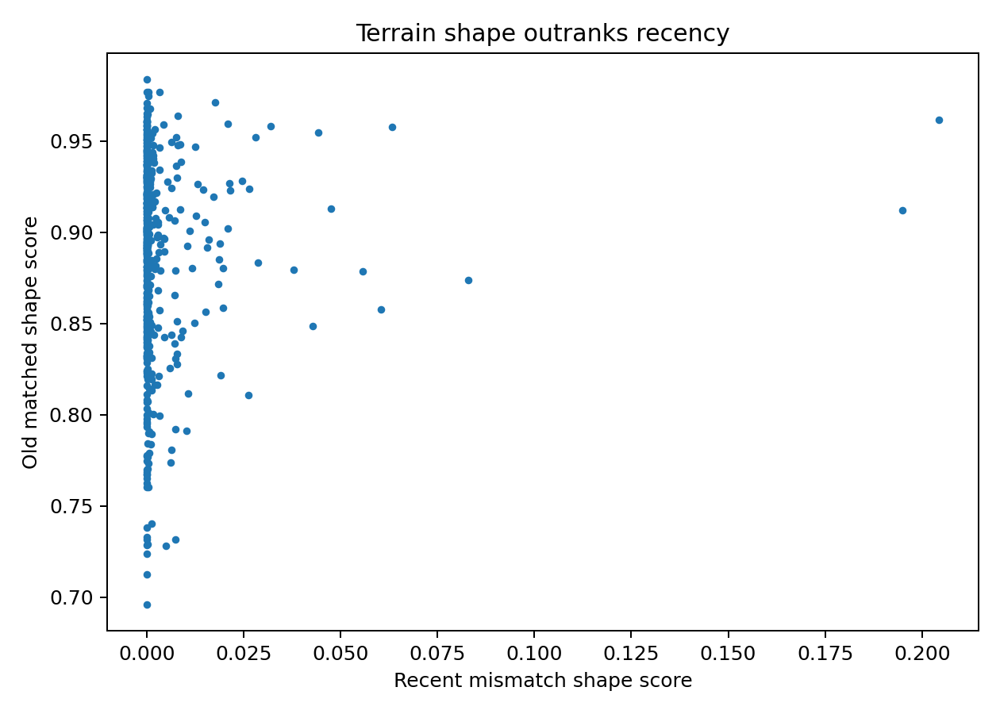 Terrain shape outranks recency
Old matched shape score
0.95
0.90
0.85
0.80
0.75
0.70
0.000 0.025 0.050 0.075 0.100 0.125 0.150 0.175 0.200
Recent mismatch shape score